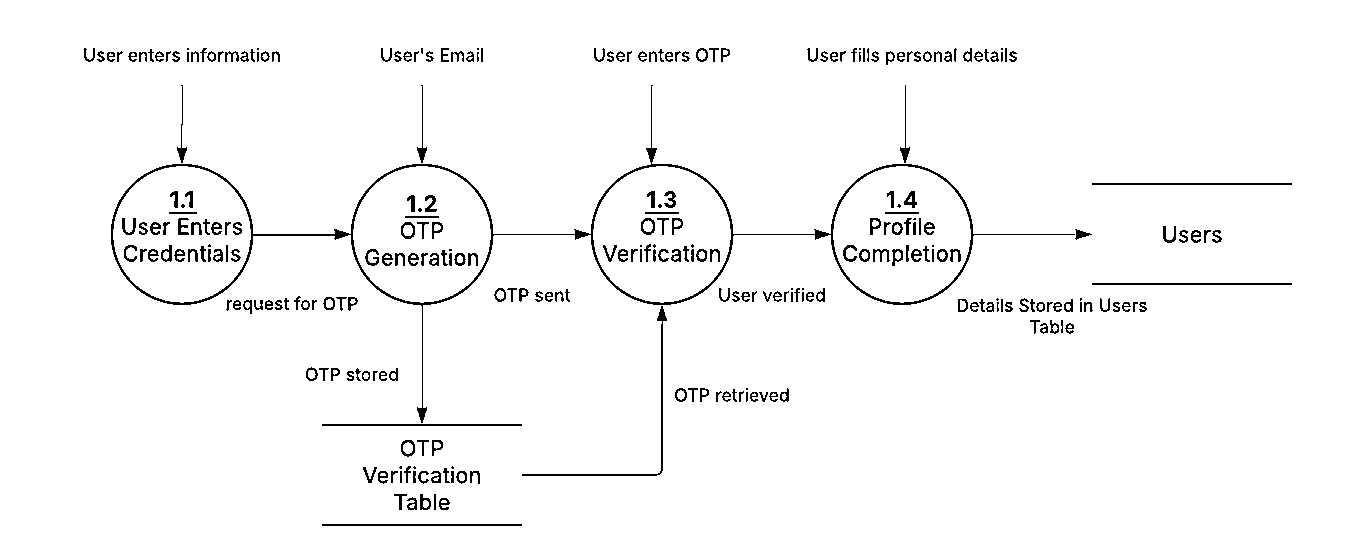 User enters information
User's Email
User enters OTP
User fills personal details
1.1
User Enters
Credentials
1.2
OTP
Generation
1.3
OTP
Verification
1.4
Profile
Completion
Users
request for OTP
OTP sent
User verified
Details Stored in Users
Table
OTP stored
OTP retrieved
OTP
Verification
Table